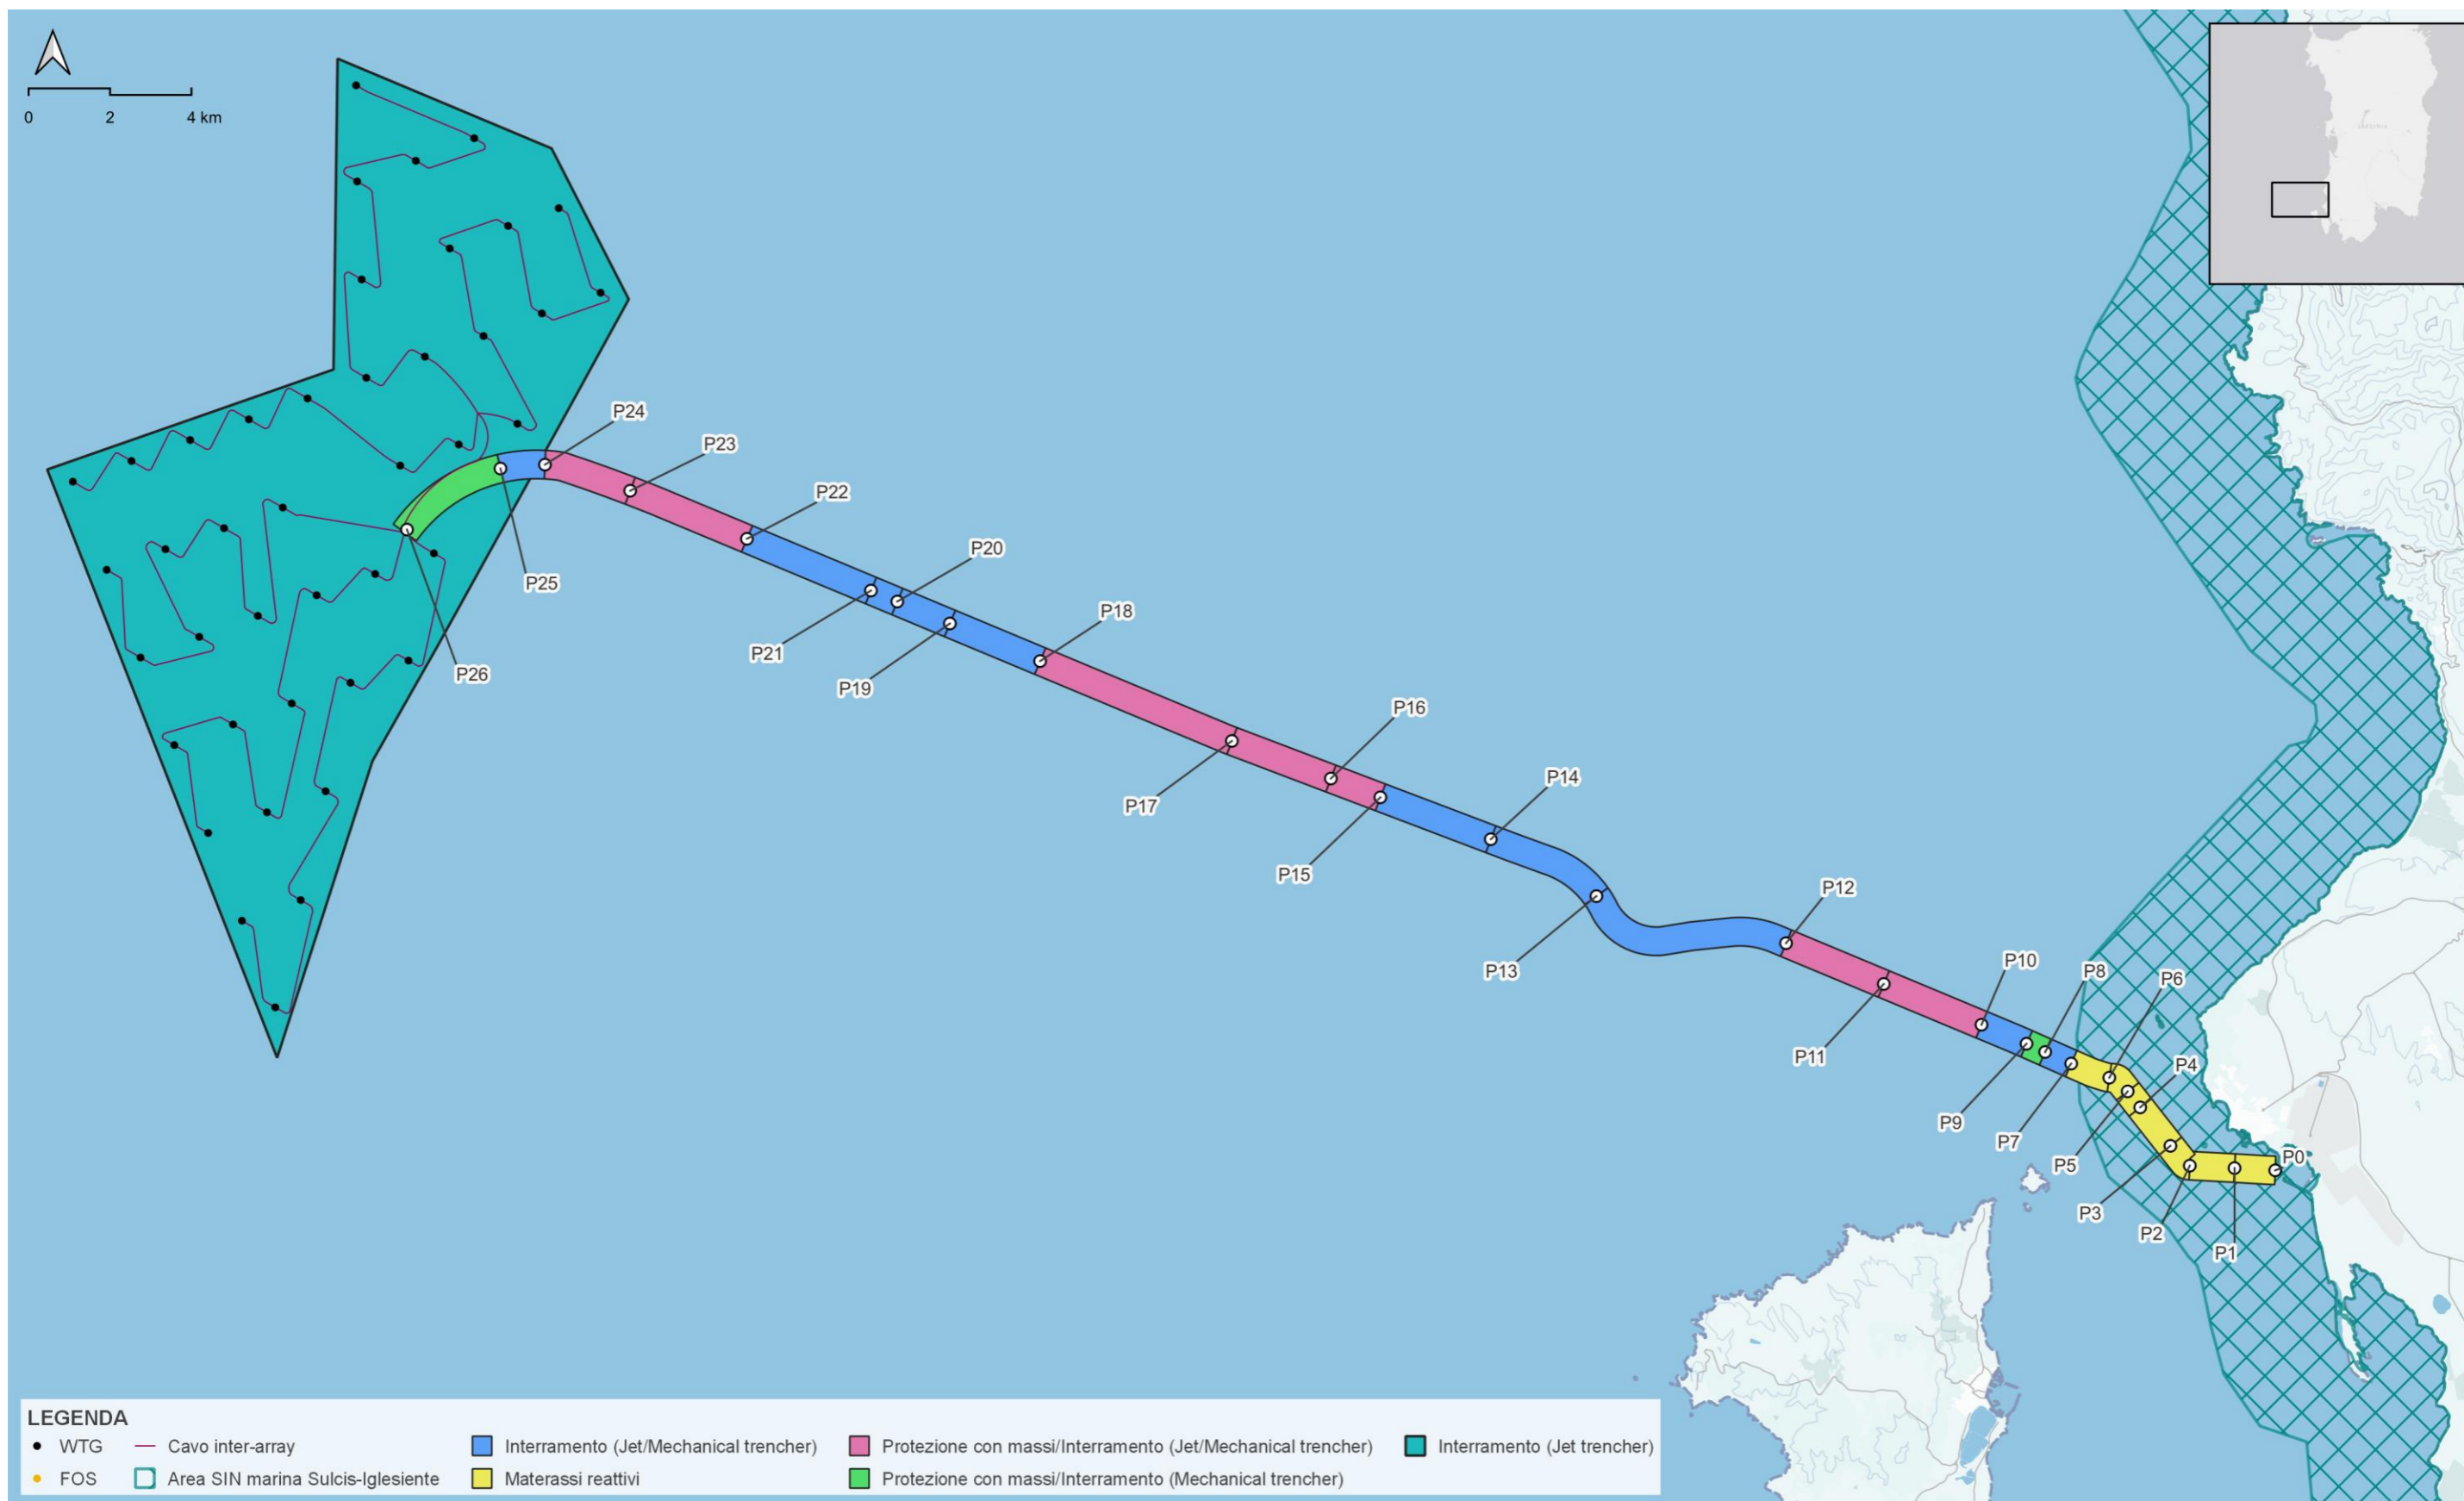 0 2 4 km
P24
P23
P22
P20
P25
P18
P21
P26
P19
P16
P17
P14
P15
P12
P10
P8
P6
P13
P11
P4
P9
P7
P0
P5
P3
P2
P1
LEGENDA
WTG Cavo inter-array Interramento (Jet/Mechanical trencher) Protezione con massi/Interramento (Jet/Mechanical trencher) Interramento (Jet trencher)
FOS Area SIN marina Sulcis-Iglesiente Materassi reattivi Protezione con massi/Interramento (Mechanical trencher)